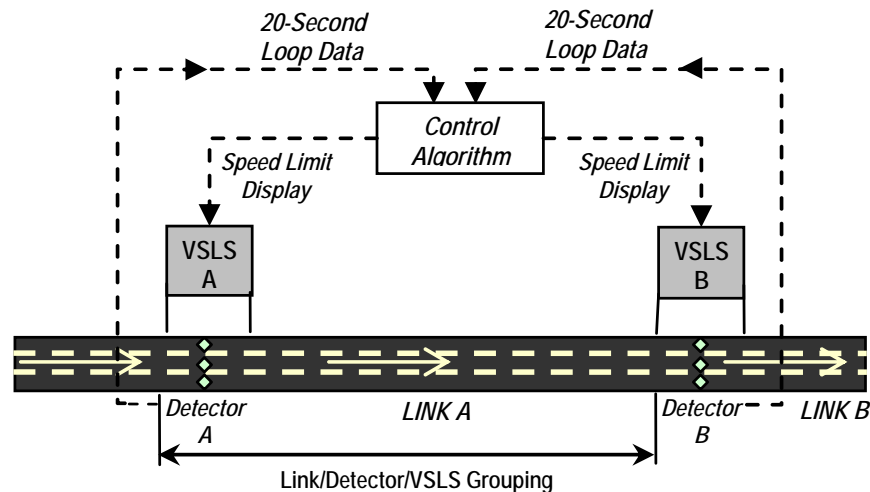 20-Second
Loop Data
20-Second
Loop Data
Control
Algorithm
Speed Limit
Display
Speed Limit
Display
VSLS
A
VSLS
B
Detector
A
LINK A
Detector
B
LINK B
Link/Detector/VSLS Grouping